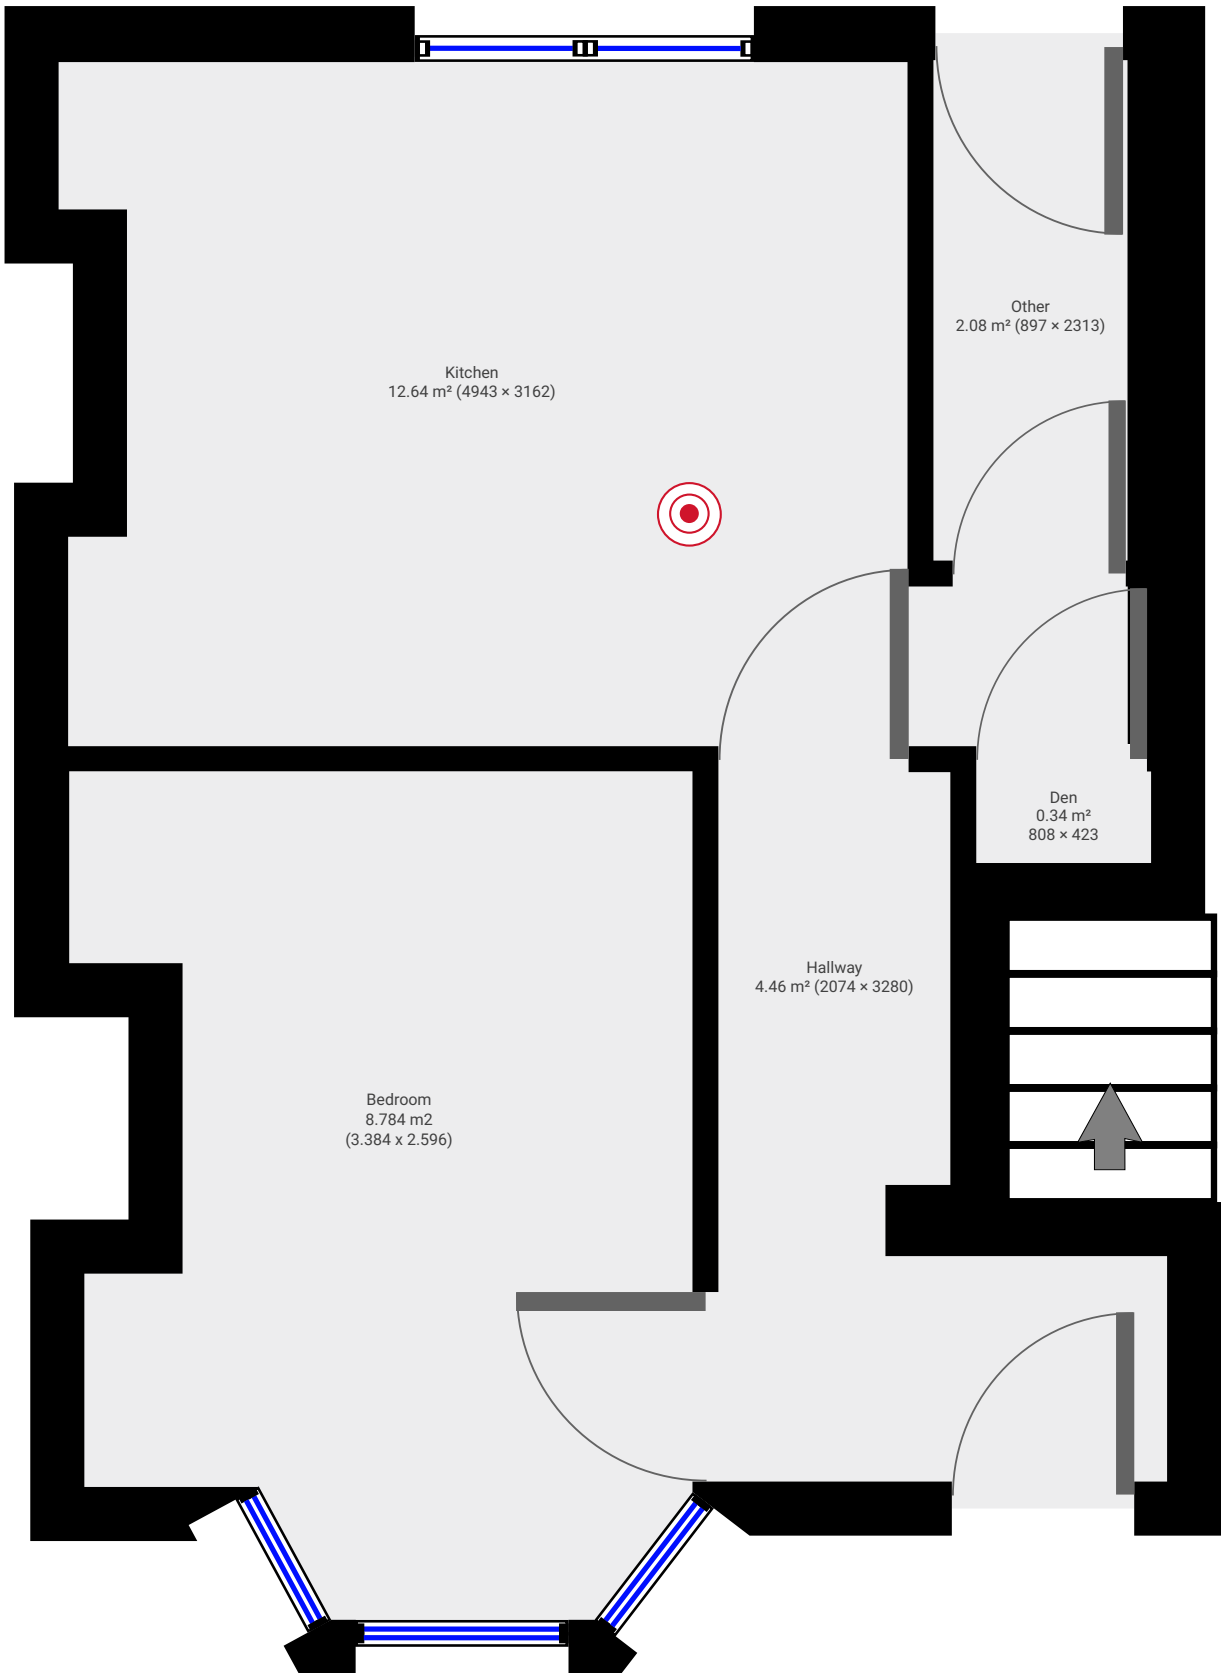 Other
2.08 m² (897 × 2313)
Kitchen
12.64 m² (4943 × 3162)
Den
0.34 m²
808 × 423
Hallway
4.46 m² (2074 × 3280)
Bedroom
8.784 m2
(3.384 x 2.596)